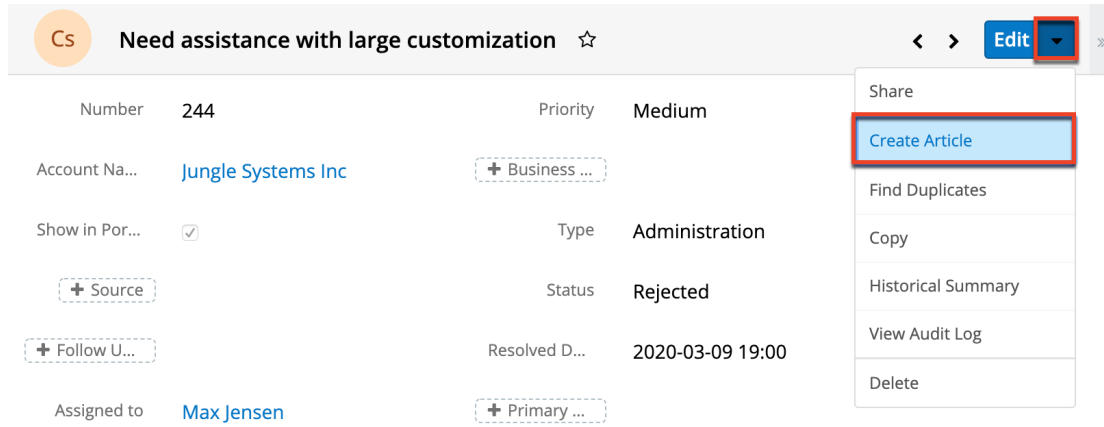 Cs Need assistance with large customization Edit
Share
Number 244 Priority Medium
Create Article
Account Na... Jungle Systems Inc + Business ...
Find Duplicates
Show in Por... Type Administration
Copy
+ Source Status Rejected
Historical Summary
View Audit Log
+ Follow U... Resolved D... 2020-03-09 19:00
Delete
Assigned to Max Jensen + Primary ...